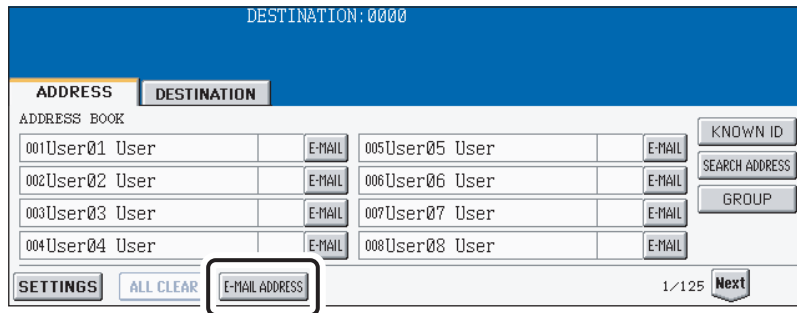 DESTINATION:0000
ADDRESS DESTINATION
ADDRESS BOOK
KNOWN ID
001User01 User E-MAIL 005User05 User E-MAIL
SEARCH ADDRESS
002User02 User E-MAIL 006User06 User E-MAIL
GROUP
003User03 User E-MAIL 007User07 User E-MAIL
004User04 User E-MAIL 008User08 User E-MAIL
SETTINGS ALL CLEAR E-MAIL ADDRESS 1/125 Next